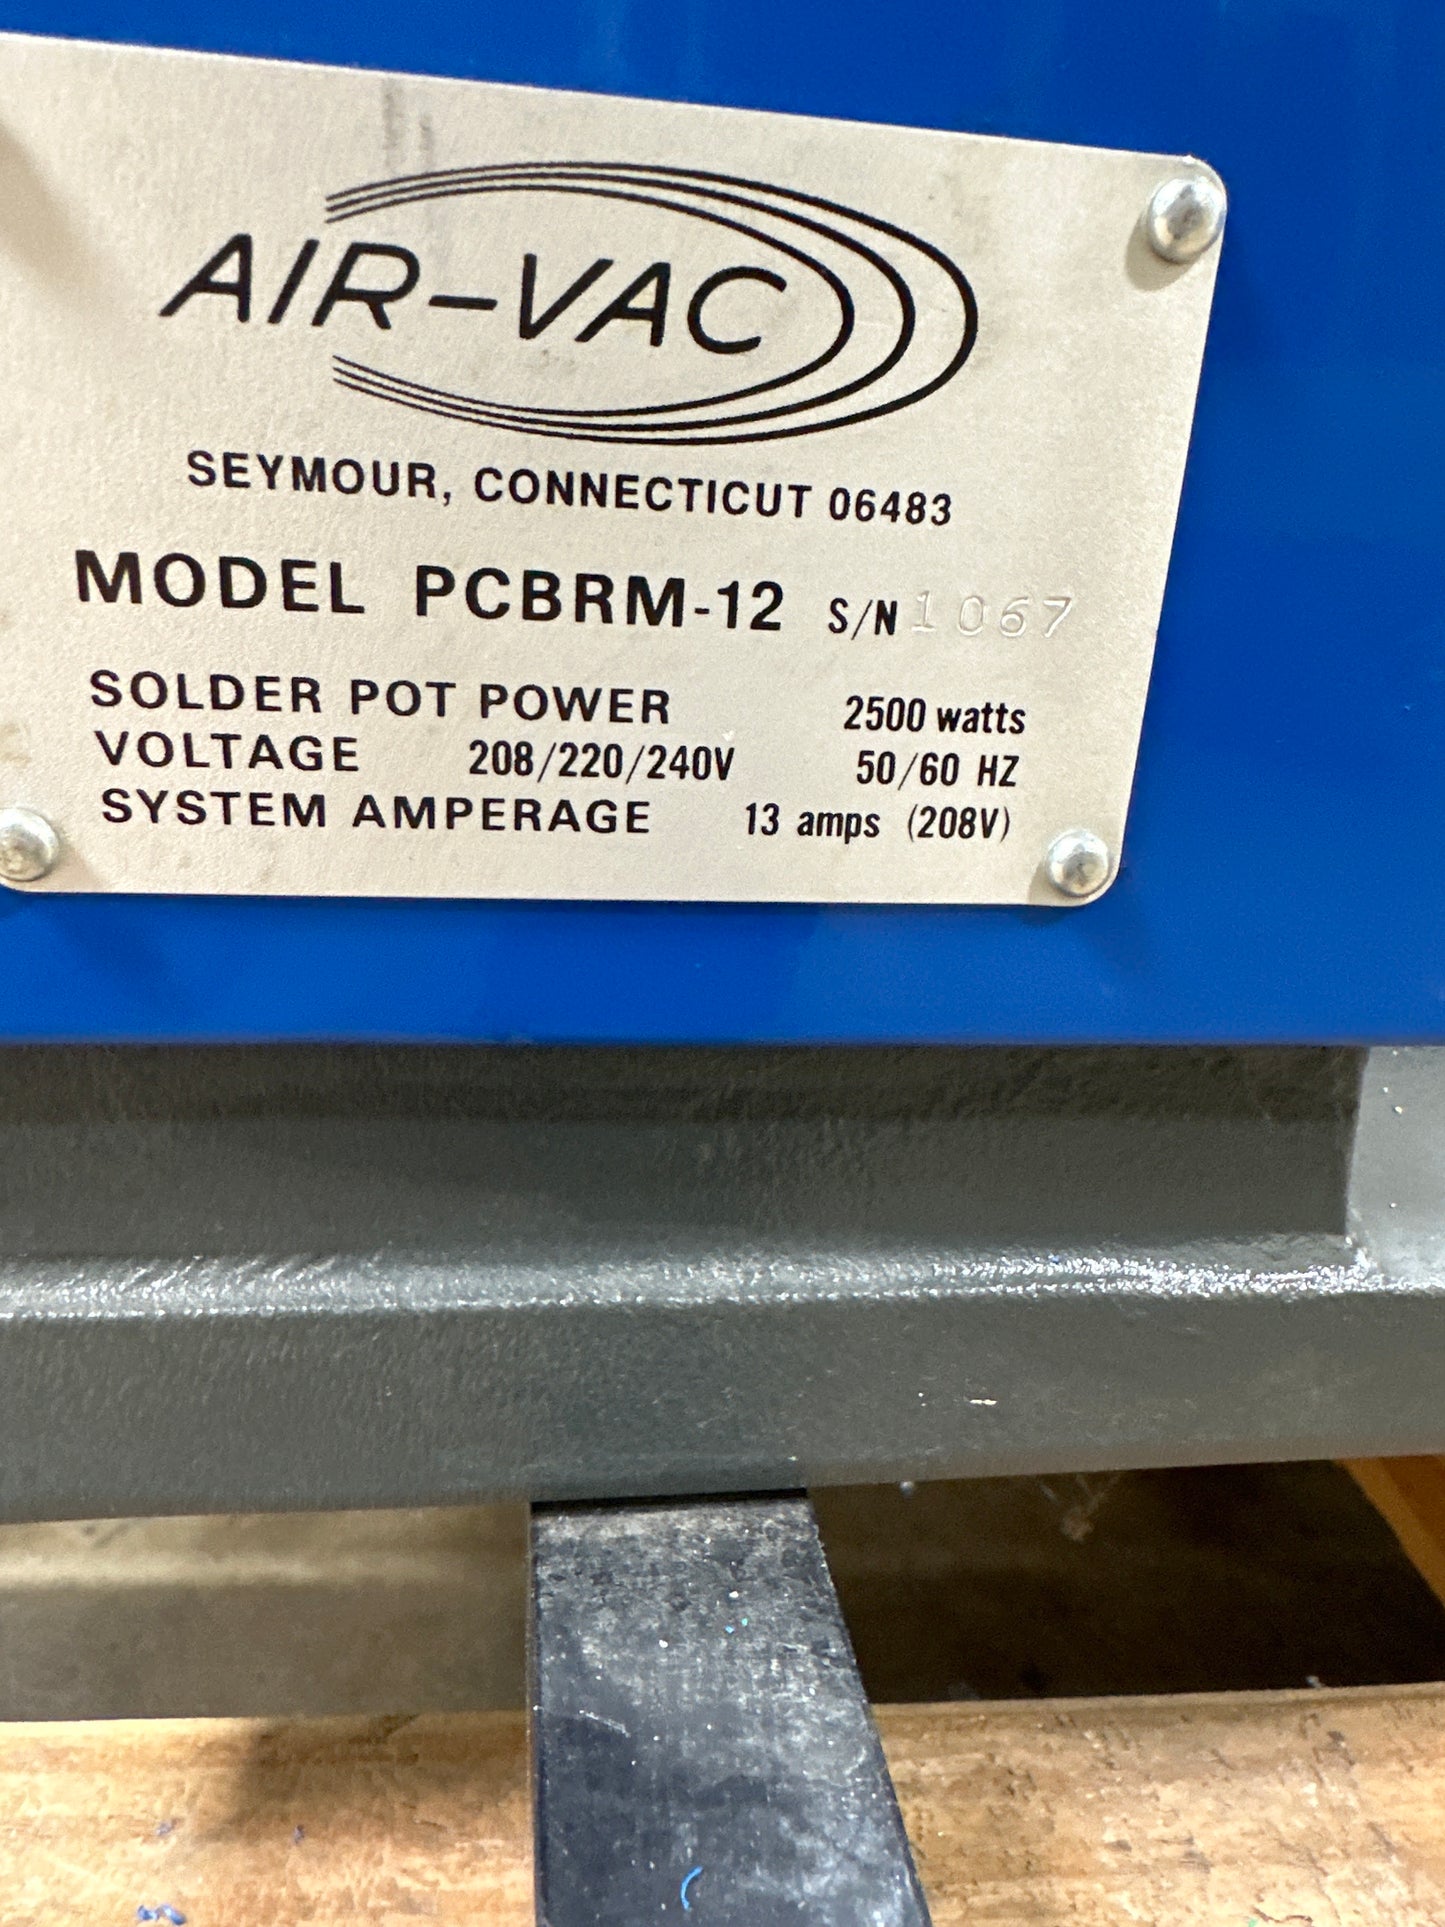 AIR-VAC
SEYMOUR, CONNECTICUT 06483
MODEL PCBRM-12 S/N 1067
SOLDER POT POWER 2500 watts
VOLTAGE 208/220/240V 50/60 HZ
SYSTEM AMPERAGE 13 amps (208V)